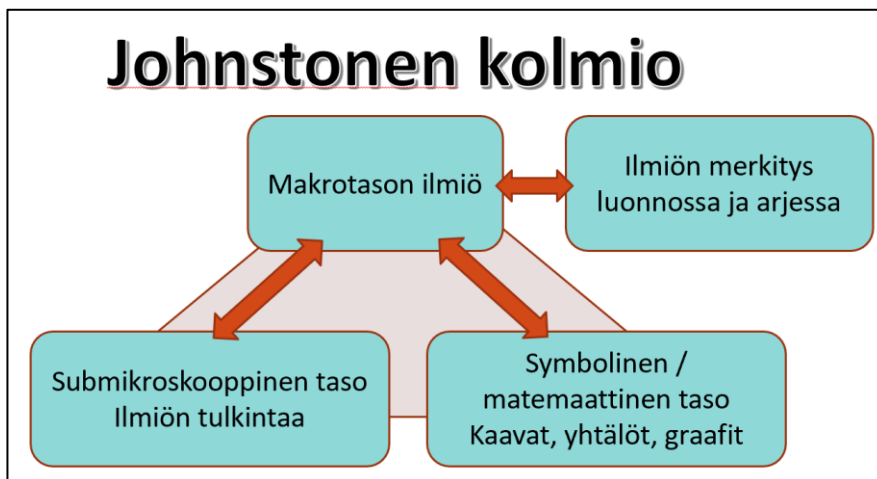 Johnstonen kolmio
Makrotason ilmiö
Ilmiön merkitys
luonnossa ja arjessa
Submikroskooppinen taso
Ilmiön tulkintaa
Symbolinen /
matemaattinen taso
Kaavat, yhtälöt, graafit